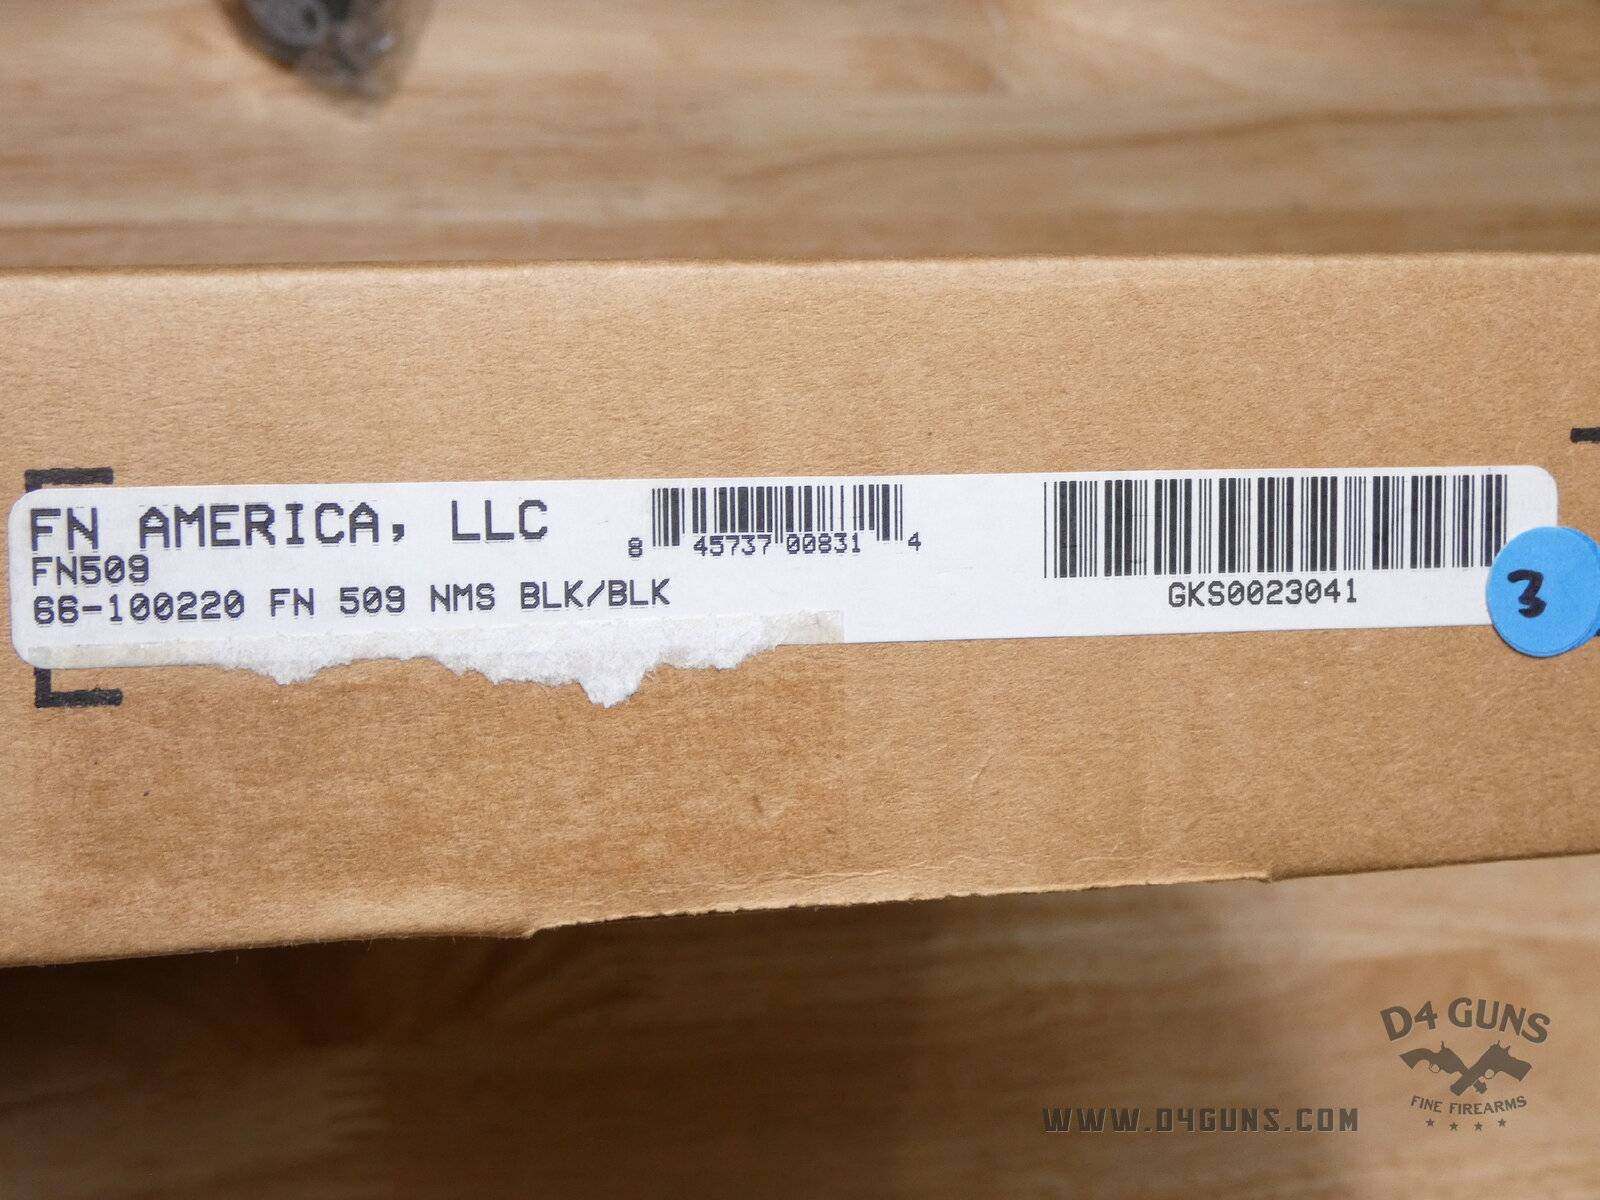 FN AMERICA, LLC
FN509
66-100220 FN 509 NMS BLK/BLK
8 45737 00831 4
GKS0023041
3
D4 GUNS
FINE FIREARMS
WWW.D4GUNS.COM